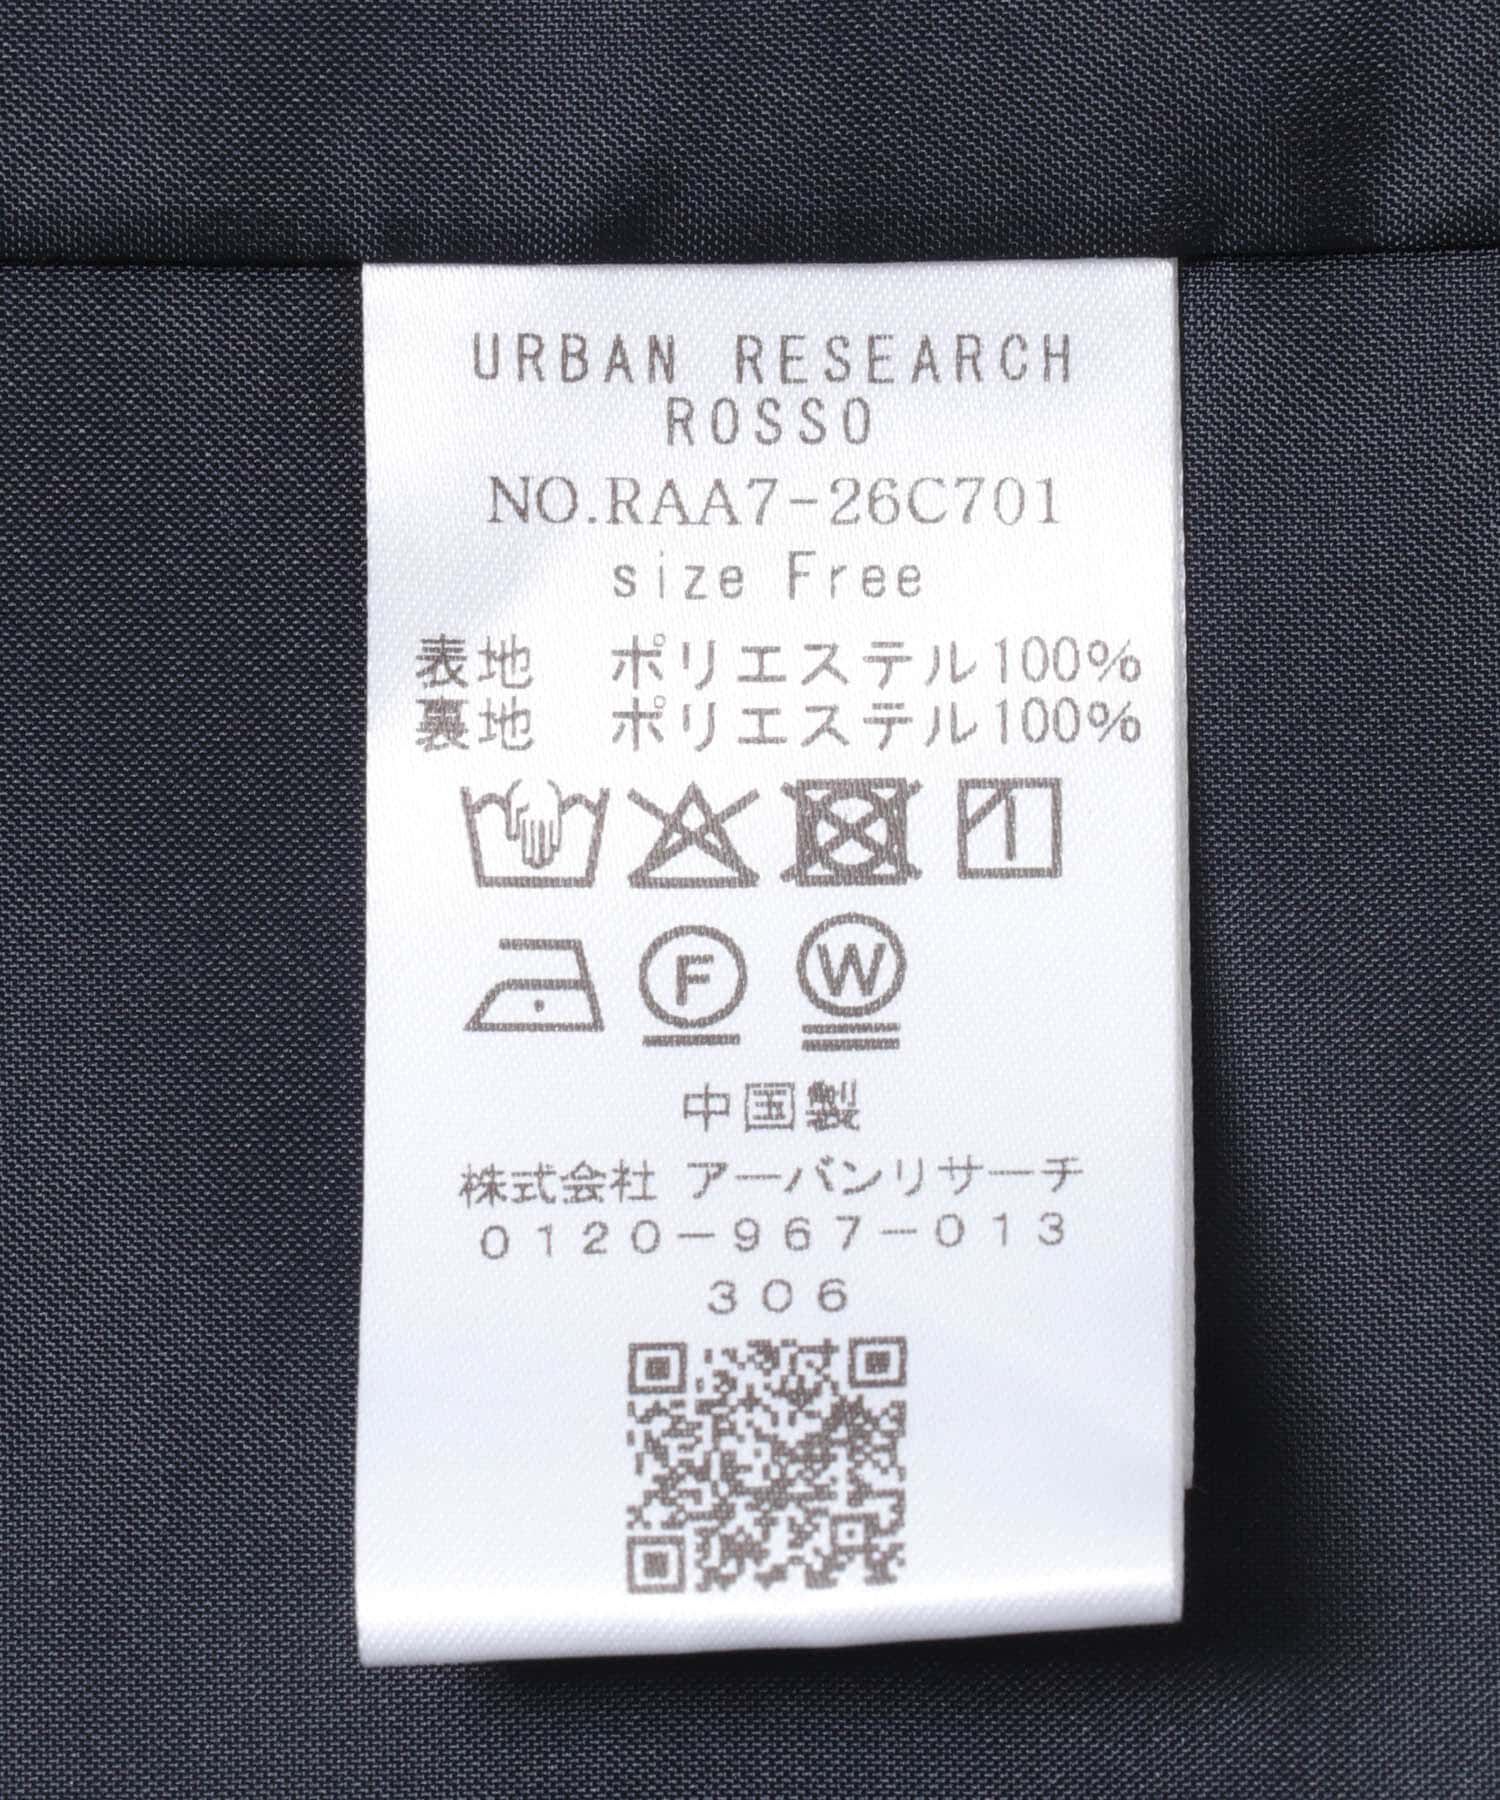 URBAN RESEARCH
ROSSO
NO.RAA7-26C701
size Free
表地 ポリエステル100%
裏地 ポリエステル100%
F W
中国製
株式会社 アーバンリサーチ
0120-967-013
306